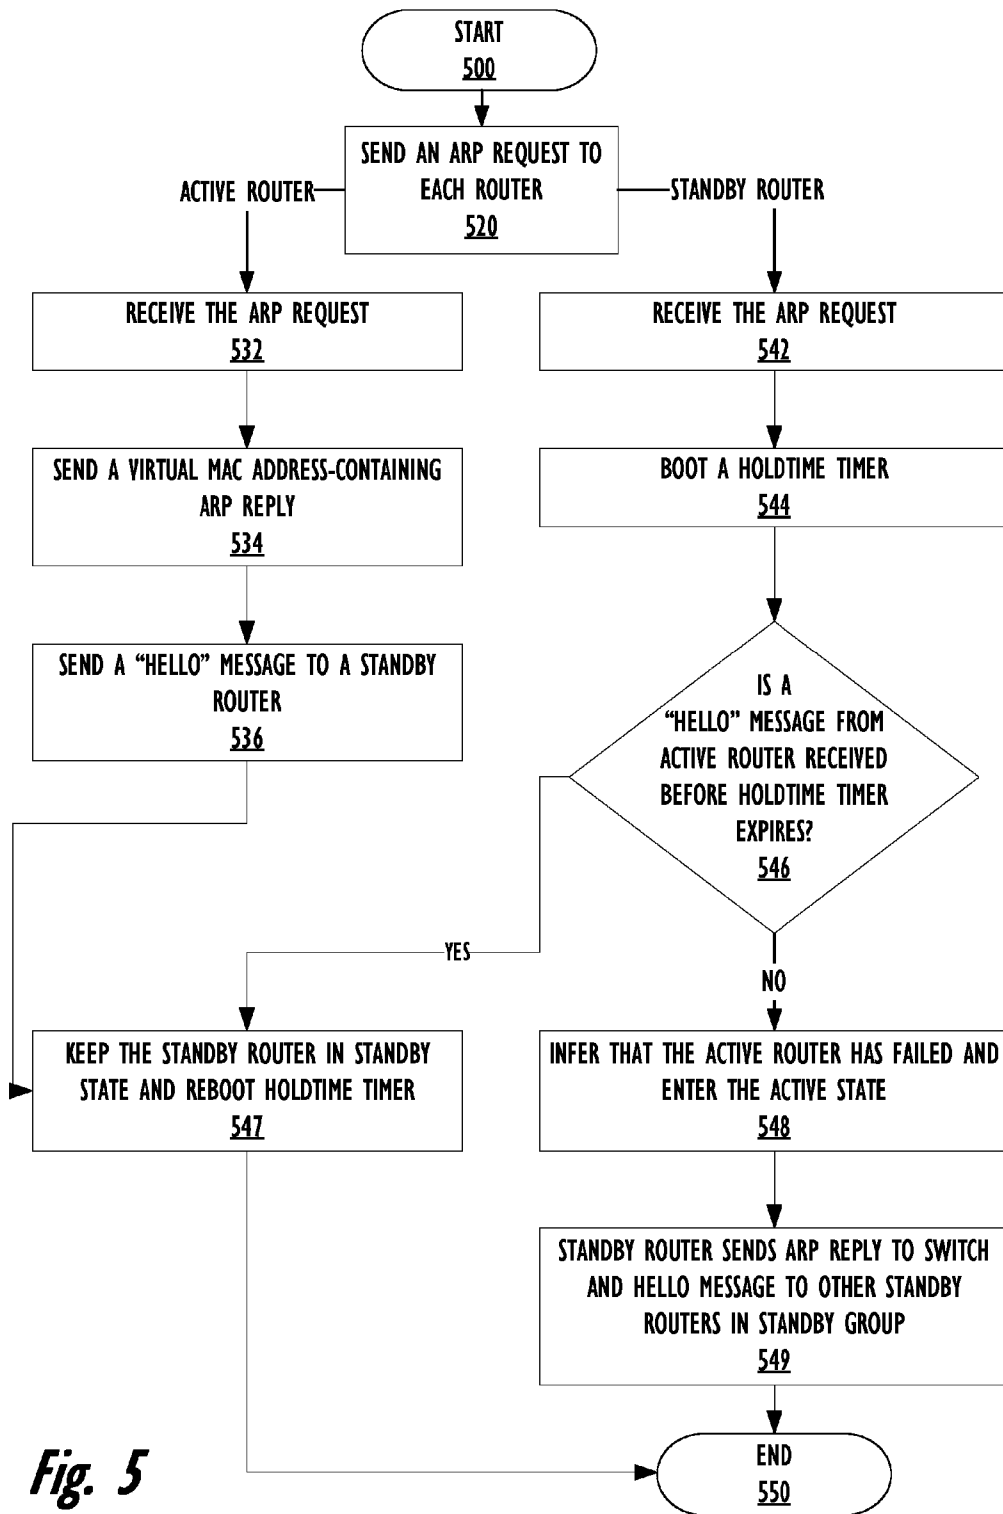 START
500
SEND AN ARP REQUEST TO
EACH ROUTER
520
ACTIVE ROUTER
STANDBY ROUTER
RECEIVE THE ARP REQUEST
532
RECEIVE THE ARP REQUEST
542
SEND A VIRTUAL MAC ADDRESS-CONTAINING
ARP REPLY
534
BOOT A HOLDTIME TIMER
544
SEND A “HELLO” MESSAGE TO A STANDBY
ROUTER
536
IS A
“HELLO” MESSAGE FROM
ACTIVE ROUTER RECEIVED
BEFORE HOLDTIME TIMER
EXPIRES?
546
YES
NO
KEEP THE STANDBY ROUTER IN STANDBY
STATE AND REBOOT HOLDTIME TIMER
547
INFER THAT THE ACTIVE ROUTER HAS FAILED AND
ENTER THE ACTIVE STATE
548
STANDBY ROUTER SENDS ARP REPLY TO SWITCH
AND HELLO MESSAGE TO OTHER STANDBY
ROUTERS IN STANDBY GROUP
549
END
550
Fig. 5